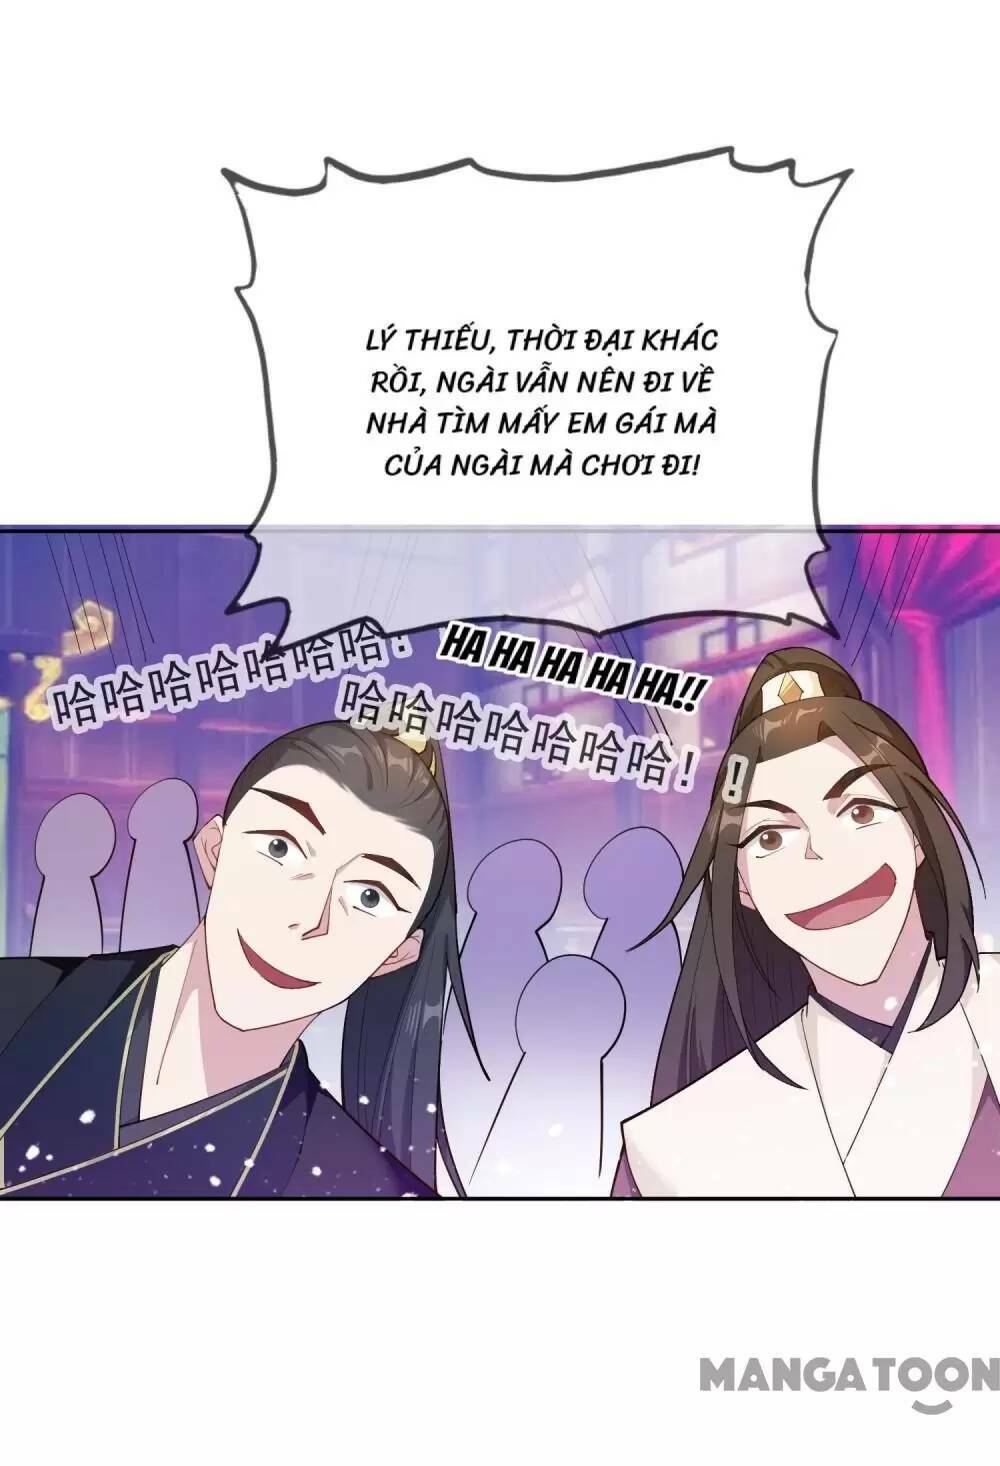 LÝ THIẾU, THỜI ĐẠI KHÁC
RỒI, NGÀI VẪN NÊN ĐI VỀ
NHÀ TÌM MẤY EM GÁI MÀ
CỦA NGÀI MÀ CHƠI ĐI!
哈哈哈哈哈哈哈!
HA HA HA HA HA!!
哈哈哈哈哈哈哈!!
MANGATOON